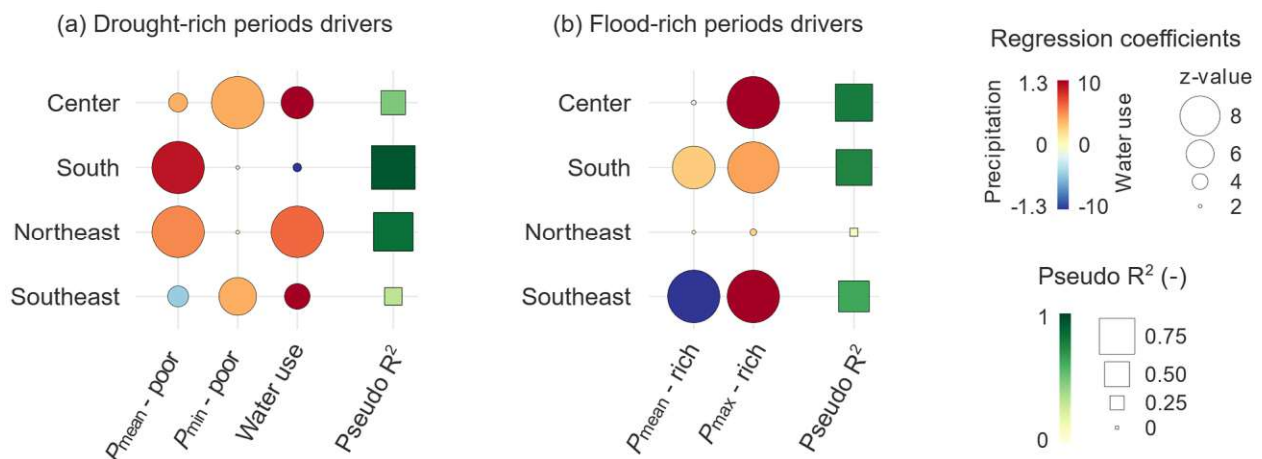 (a) Drought-rich periods drivers
Center
South
Northeast
Southeast
Pmean - poor
Pmin - poor
Water use
Pseudo R²
(b) Flood-rich periods drivers
Center
South
Northeast
Southeast
Pmean - rich
Pmax - rich
Pseudo R²
Regression coefficients
Precipitation
1.3
0
-1.3
10
0
-10
Water use
z-value
8
6
4
2
Pseudo R² (-)
1
0
0.75
0.50
0.25
0